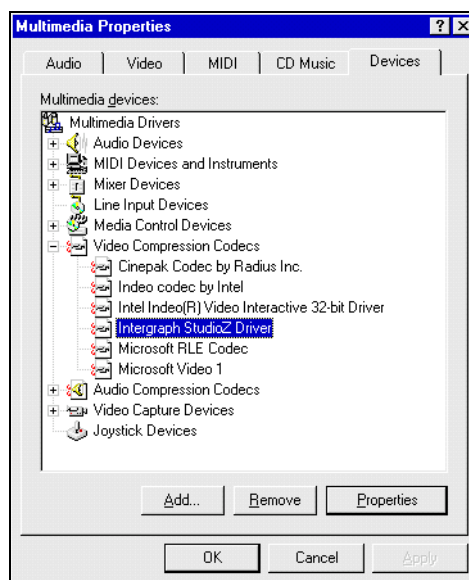 Multimedia Properties
Audio
Video
MIDI
CD Music
Devices
Multimedia devices:
Multimedia Drivers
Audio Devices
MIDI Devices and Instruments
Mixer Devices
Line Input Devices
Media Control Devices
Video Compression Codecs
Cinepak Codec by Radius Inc.
Indeo codec by Intel
Intel Indeo(R) Video Interactive 32-bit Driver
Intergraph StudioZ Driver
Microsoft RLE Codec
Microsoft Video 1
Audio Compression Codecs
Video Capture Devices
Joystick Devices
Add...
Remove
Properties
OK
Cancel
Apply